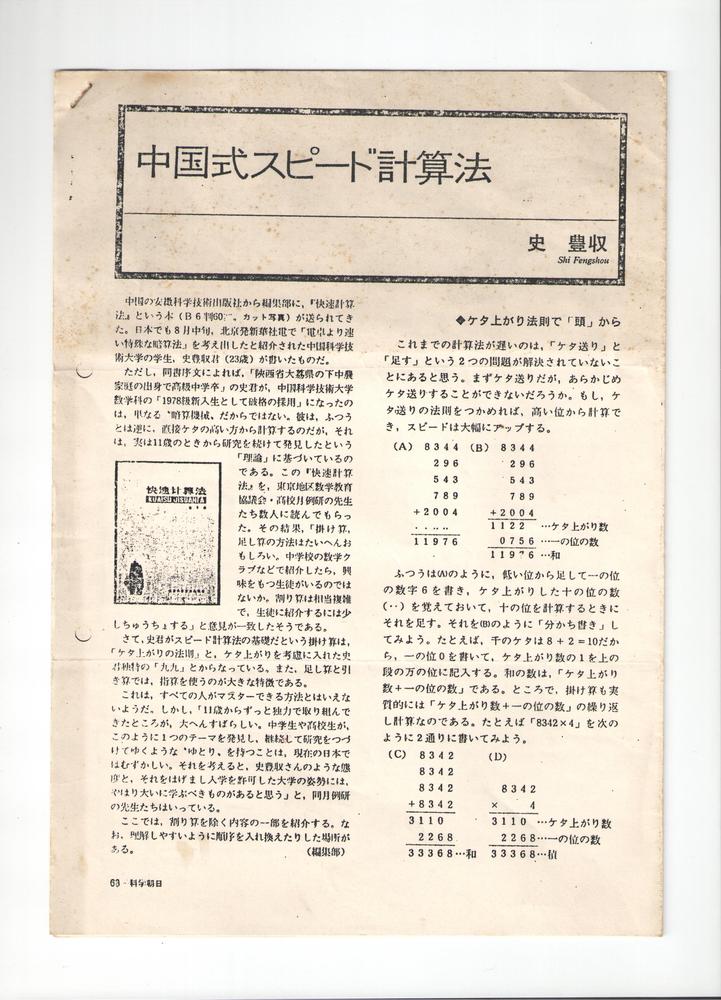 中国式スピード計算法
史 豊収
Shi Fengshou
中国の安徽科学技術出版社から編集部に,『快速計算
法』という本（B6判60㌻。カット写真）が送られてき
た。日本でも8月中旬,北京発新華社電で「電卓より速
い特殊な暗算法」を考え出したと紹介された中国科学技
術大学の学生,史豊収君（23歳）が書いたものだ。
ただし,同書序文によれば,「陝西省大茘県の下中農
家庭の出身で高級中学卒」の史君が,中国科学技術大学
数学科の「1978級新入生として破格の採用」になったの
は,単なる〝暗算機械〟だからではない。彼は,ふつう
とは逆に,直接ケタの高い方から計算するのだが,それ
は,実は11歳のときから研究を続けて発見したという
「理論」に基づいているの
である。この『快速計算
法』を,東京地区数学教育
協議会・高校月例研の先生
たち数人に読んでもらっ
た。その結果,「掛け算,
足し算の方法はたいへんお
もしろい。中学校の数学ク
ラブなどで紹介したら,興
味をもつ生徒がいるのでは
ないか。割り算は相当複雑
で,生徒に紹介するには少
しちゅうちょする」と意見が一致したそうである。
さて,史君がスピード計算法の基礎だという掛け算は,
「ケタ上がりの法則」と,ケタ上がりを考慮に入れた史
君独特の「九九」とからなっている。また,足し算と引
き算では,指算を使うのが大きな特徴である。
これは,すべての人がマスターできる方法とはいえな
いようだ。しかし,「11歳からずっと独力で取り組んで
きたところが,大へんすばらしい。中学生や高校生が,
このように1つのテーマを発見し,継続して研究をつづ
けてゆくような〝ゆとり〟を持つことは,現在の日本で
はむずかしい。それを考えると,史豊収さんのような態
度と,それをはげまし入学を許可した大学の姿勢には,
やはり大いに学ぶべきものがあると思う」と,同月例研
の先生たちはいっている。
ここでは,割り算を除く内容の一部を紹介する。な
お,理解しやすいように順序を入れ換えたりした場所が
ある。 （編集部）
快速计算法
KUAISU JISUANFA
◆ケタ上がり法則で「頭」から
これまでの計算法が遅いのは,「ケタ送り」と
「足す」という2つの問題が解決されていないこ
とにあると思う。まずケタ送りだが,あらかじめ
ケタ送りすることができないだろうか。もし,ケ
タ送りの法則をつかめれば,高い位から計算で
き,スピードは大幅にアップする。
(A) 8344 (B) 8344
296 296
543 543
789 789
+2004 +2004
‥‥ 1122 …ケタ上がり数
11976 0756 …一の位の数
11976 …和
ふつうは(A)のように,低い位から足して一の位
の数字6を書き,ケタ上がりした十の位の数
(‥)を覚えておいて,十の位を計算するときに
それを足す。それを(B)のように「分かち書き」し
てみよう。たとえば,千のケタは8＋2＝10だか
ら,一の位0を書いて,ケタ上がり数の1を上の
段の万の位に記入する。和の数は,「ケタ上がり
数＋一の位の数」である。ところで,掛け算も実
質的には「ケタ上がり数＋一の位の数」の繰り返
し計算なのである。たとえば「8342×4」を次の
ように2通りに書いてみよう。
(C) 8342 (D)
8342
8342 8342
+8342 × 4
3110 3110 …ケタ上がり数
2268 2268 …一の位の数
33368…和 33368…積
68－科学朝日